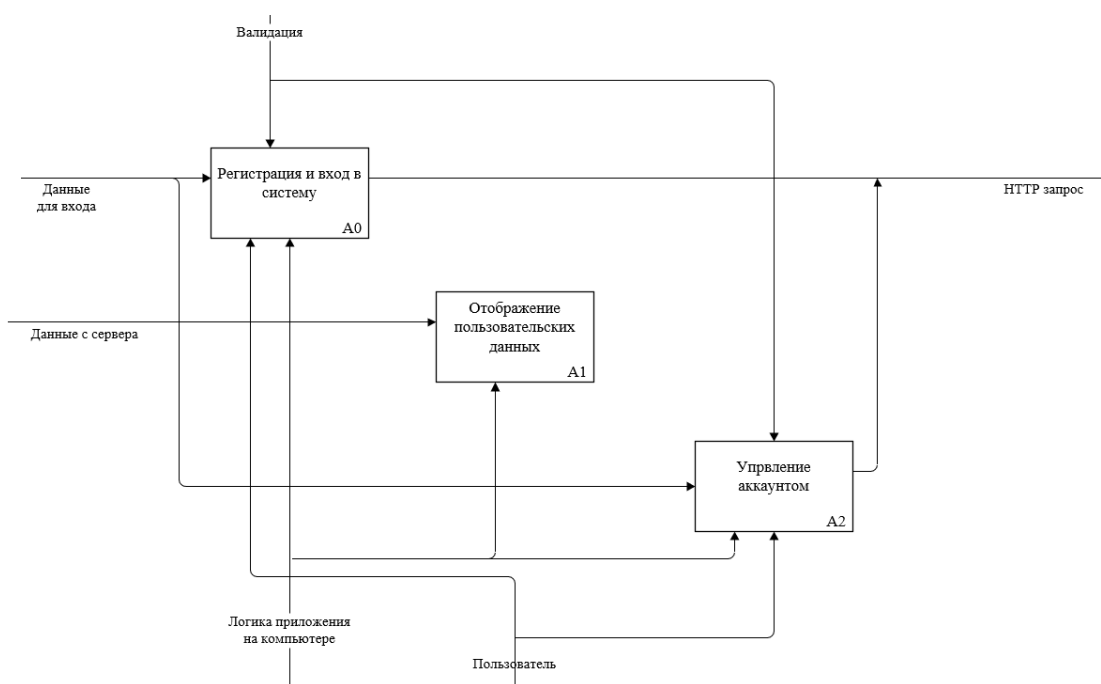 Валидация
Регистрация и вход в
систему
A0
Данные
для входа
HTTP запрос
Отображение
пользовательских
данных
A1
Данные с сервера
Упрвление
аккаунтом
A2
Логика приложения
на компьютере
Пользователь